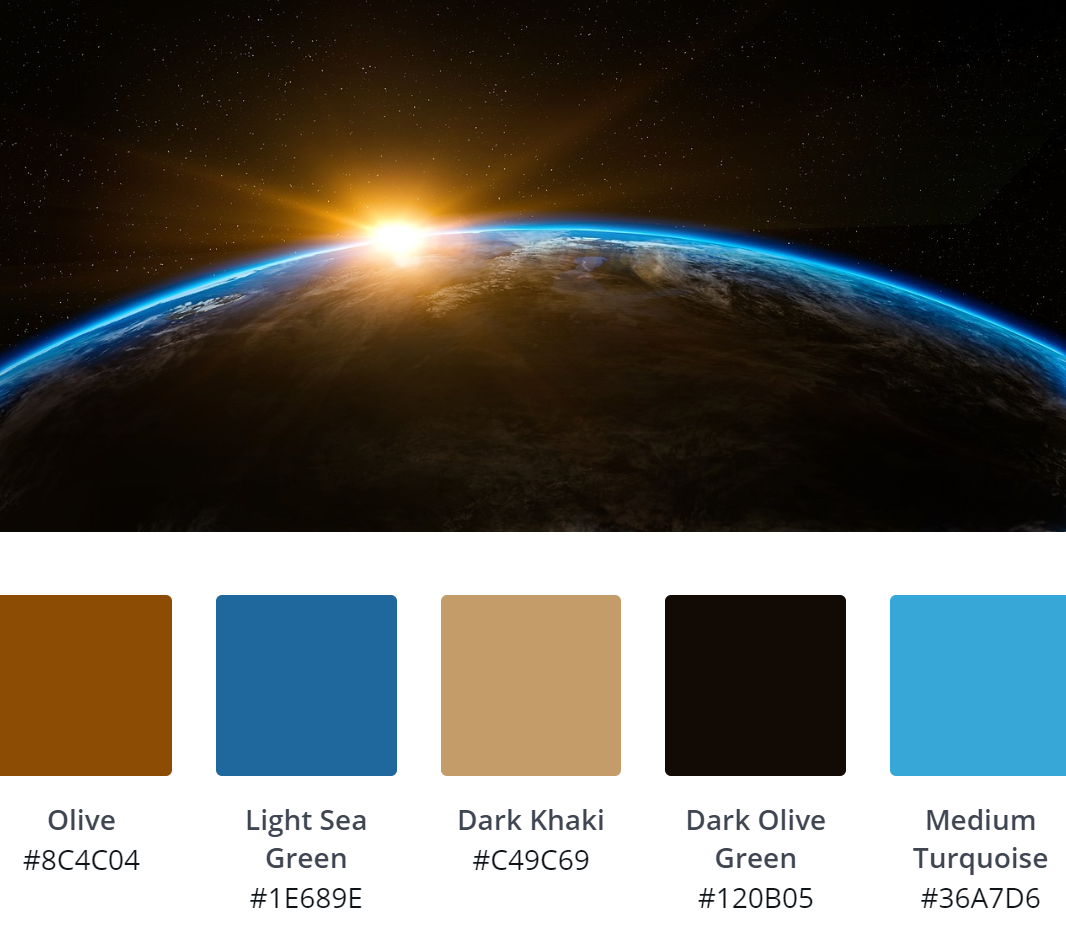 Olive
#8C4C04
Light Sea
Green
#1E689E
Dark Khaki
#C49C69
Dark Olive
Green
#120B05
Medium
Turquoise
#36A7D6